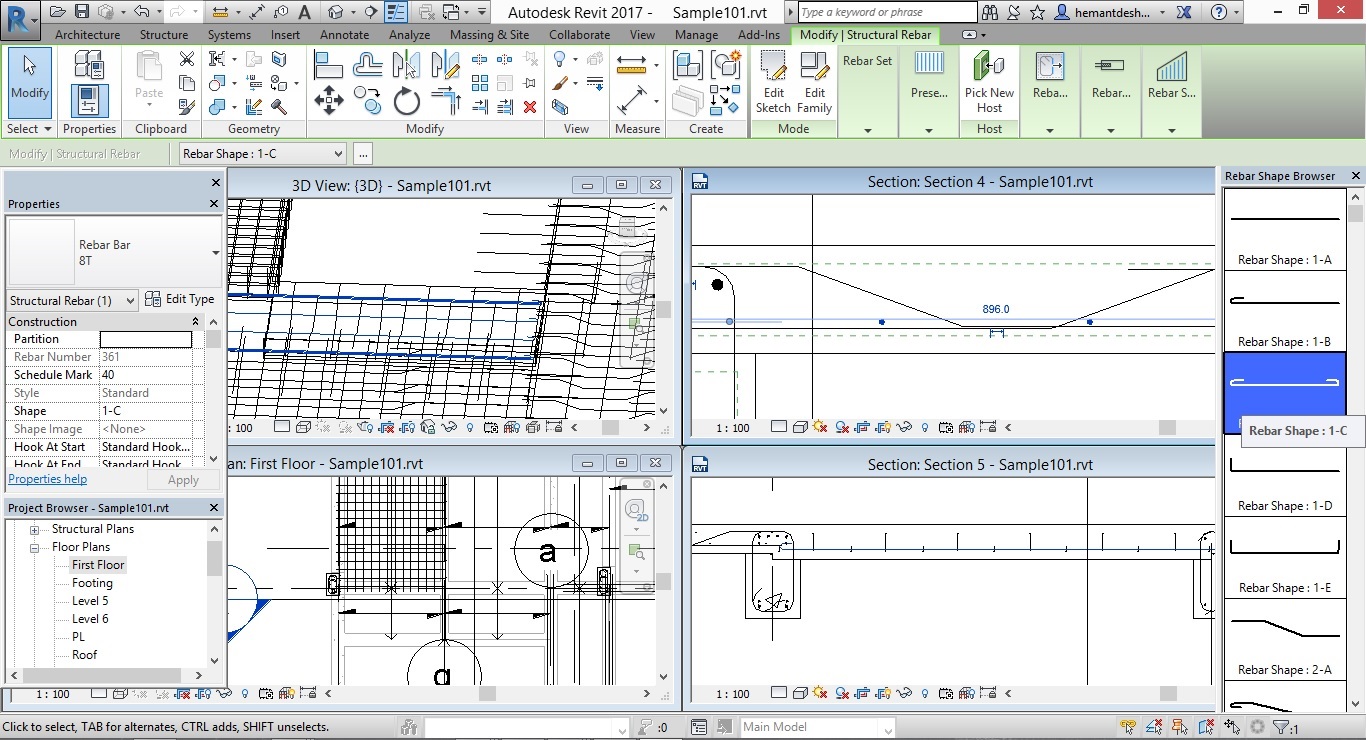 Autodesk Revit 2017 - Sample101.rvt
Type a keyword or phrase
hemantdesh...
Architecture Structure Systems Insert Annotate Analyze Massing & Site Collaborate View Manage Add-Ins Modify | Structural Rebar
Modify
Paste
Edit Sketch
Edit Family
Rebar Set
Prese...
Pick New Host
Reba...
Rebar...
Rebar S...
Select Properties Clipboard Geometry Modify View Measure Create Mode Host
Modify | Structural Rebar
Rebar Shape : 1-C
...
Properties
Rebar Bar
8T
Structural Rebar (1)
Edit Type
Construction
Partition
Rebar Number 361
Schedule Mark 40
Style Standard
Shape 1-C
Shape Image <None>
Hook At Start Standard Hook...
Hook At End Standard Hook...
Properties help
Apply
Project Browser - Sample101.rvt
Structural Plans
Floor Plans
First Floor
Footing
Level 5
Level 6
PL
Roof
1 : 100
3D View: {3D} - Sample101.rvt
: 100
Section: Section 4 - Sample101.rvt
RVT
896.0
1 : 100
an: First Floor - Sample101.rvt
2D
a
Section: Section 5 - Sample101.rvt
RVT
1 : 100
Rebar Shape Browser
Rebar Shape : 1-A
Rebar Shape : 1-B
Rebar Shape : 1-C
Rebar Shape : 1-D
Rebar Shape : 1-E
Rebar Shape : 2-A
Click to select, TAB for alternates, CTRL adds, SHIFT unselects.
:0
Main Model
:1